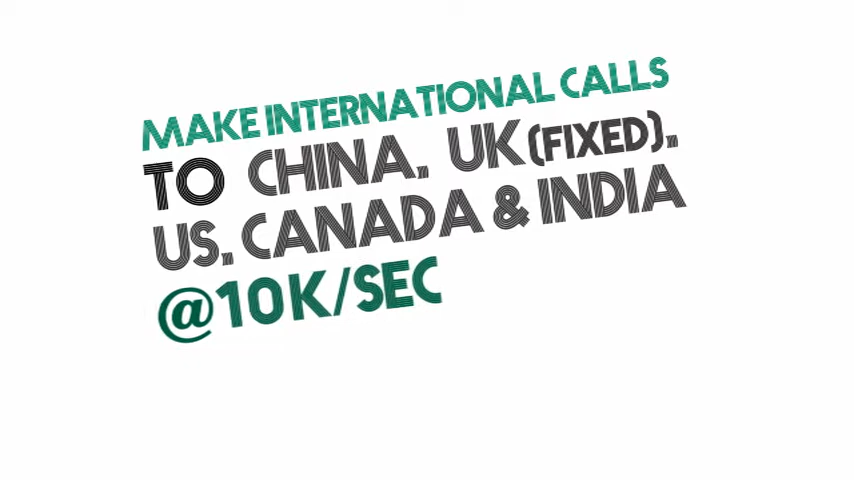 MAKE INTERNATIONAL CALLS
TO CHINA, UK (FIXED),
US, CANADA & INDIA
@10K/SEC